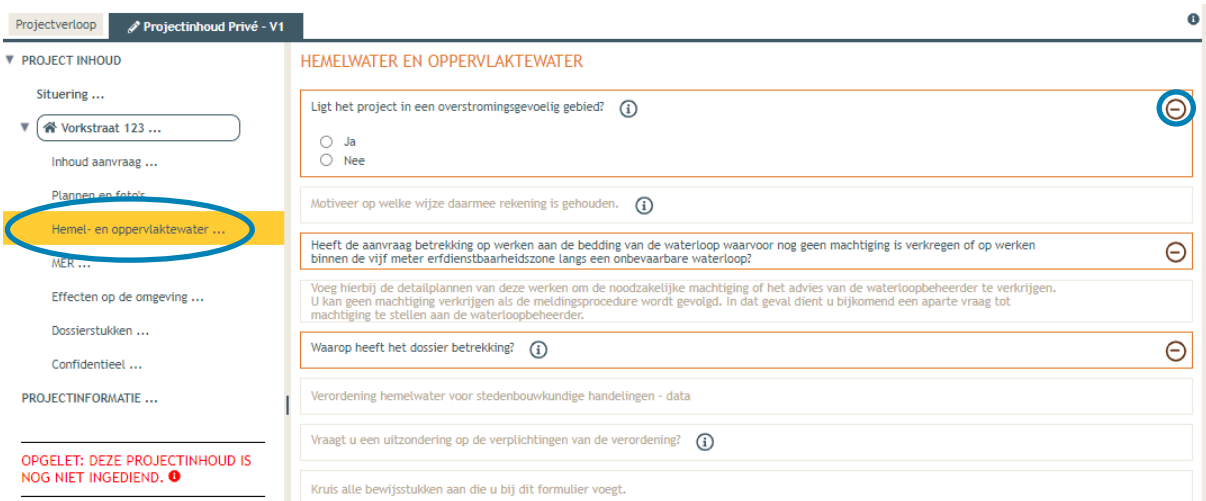 Projectverloop
Projectinhoud Privé - V1
PROJECT INHOUD
Situering ...
Vorkstraat 123 ...
Inhoud aanvraag ...
Plannen en foto's
Hemel- en oppervlaktewater ...
MER ...
Effecten op de omgeving ...
Dossierstukken ...
Confidentieel ...
PROJECTINFORMATIE ...
OPGELET: DEZE PROJECTINHOUD IS
NOG NIET INGEDIEND.
HEMELWATER EN OPPERVLAKTEWATER
Ligt het project in een overstromingsgevoelig gebied?
Ja
Nee
Motiveer op welke wijze daarmee rekening is gehouden.
Heeft de aanvraag betrekking op werken aan de bedding van de waterloop waarvoor nog geen machtiging is verkregen of op werken
binnen de vijf meter erfdienstbaarheidszone langs een onbevaarbare waterloop?
Voeg hierbij de detailplannen van deze werken om de noodzakelijke machtiging of het advies van de waterloopbeheerder te verkrijgen.
U kan geen machtiging verkrijgen als de meldingsprocedure wordt gevolgd. In dat geval dient u bijkomend een aparte vraag tot
machtiging te stellen aan de waterloopbeheerder.
Waarop heeft het dossier betrekking?
Verordening hemelwater voor stedenbouwkundige handelingen - data
Vraagt u een uitzondering op de verplichtingen van de verordening?
Kruis alle bewijsstukken aan die u bij dit formulier voegt.